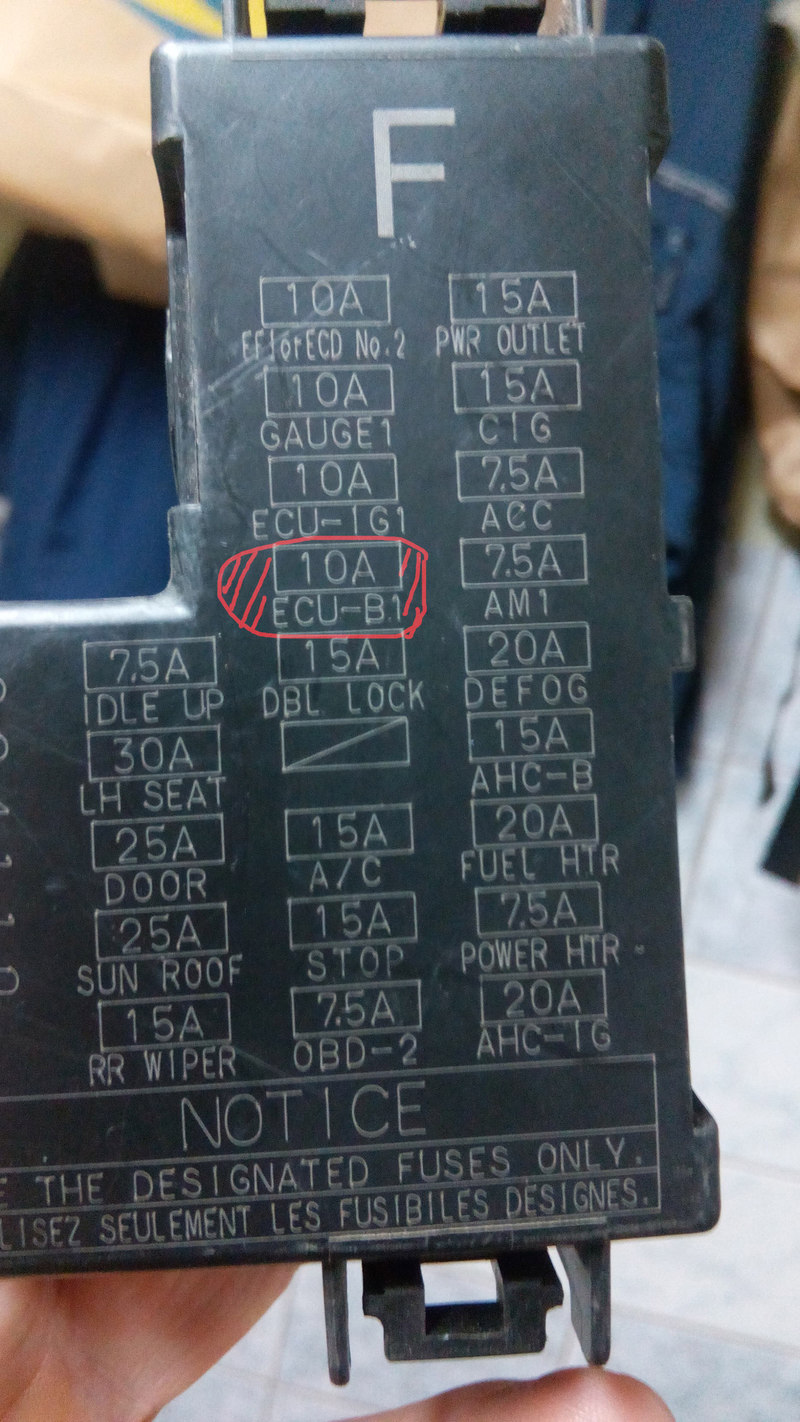 F
10A 15A
EFIorECD No.2 PWR OUTLET
10A 15A
GAUGE1 CIG
10A 7.5A
ECU-IG1 ACC
10A 7.5A
ECU-B1 AM1
7.5A 15A 20A
IDLE UP DBL LOCK DEFOG
30A 15A
LH SEAT AHC-B
25A 15A 20A
DOOR A/C FUEL HTR
25A 15A 7.5A
SUN ROOF STOP POWER HTR
15A 7.5A 20A
RR WIPER OBD-2 AHC-IG
NOTICE
E THE DESIGNATED FUSES ONLY.
LISEZ SEULEMENT LES FUSIBILES DESIGNES.